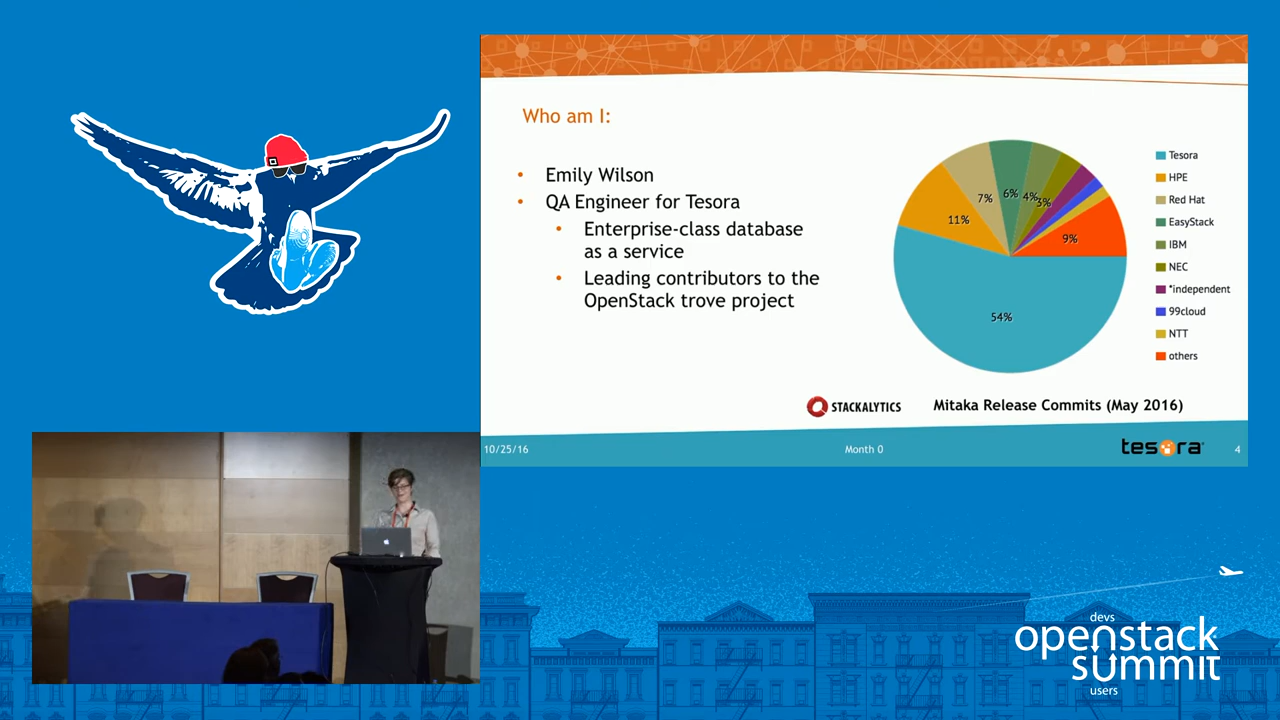 Who am I:
• Emily Wilson
• QA Engineer for Tesora
• Enterprise-class database
as a service
• Leading contributors to the
OpenStack trove project
54%
11%
7%
6%
4%
3%
9%
Tesora
HPE
Red Hat
EasyStack
IBM
NEC
*independent
99cloud
NTT
others
STACKALYTICS
Mitaka Release Commits (May 2016)
10/25/16
Month 0
tesora
4
devs
openstack
summit
users